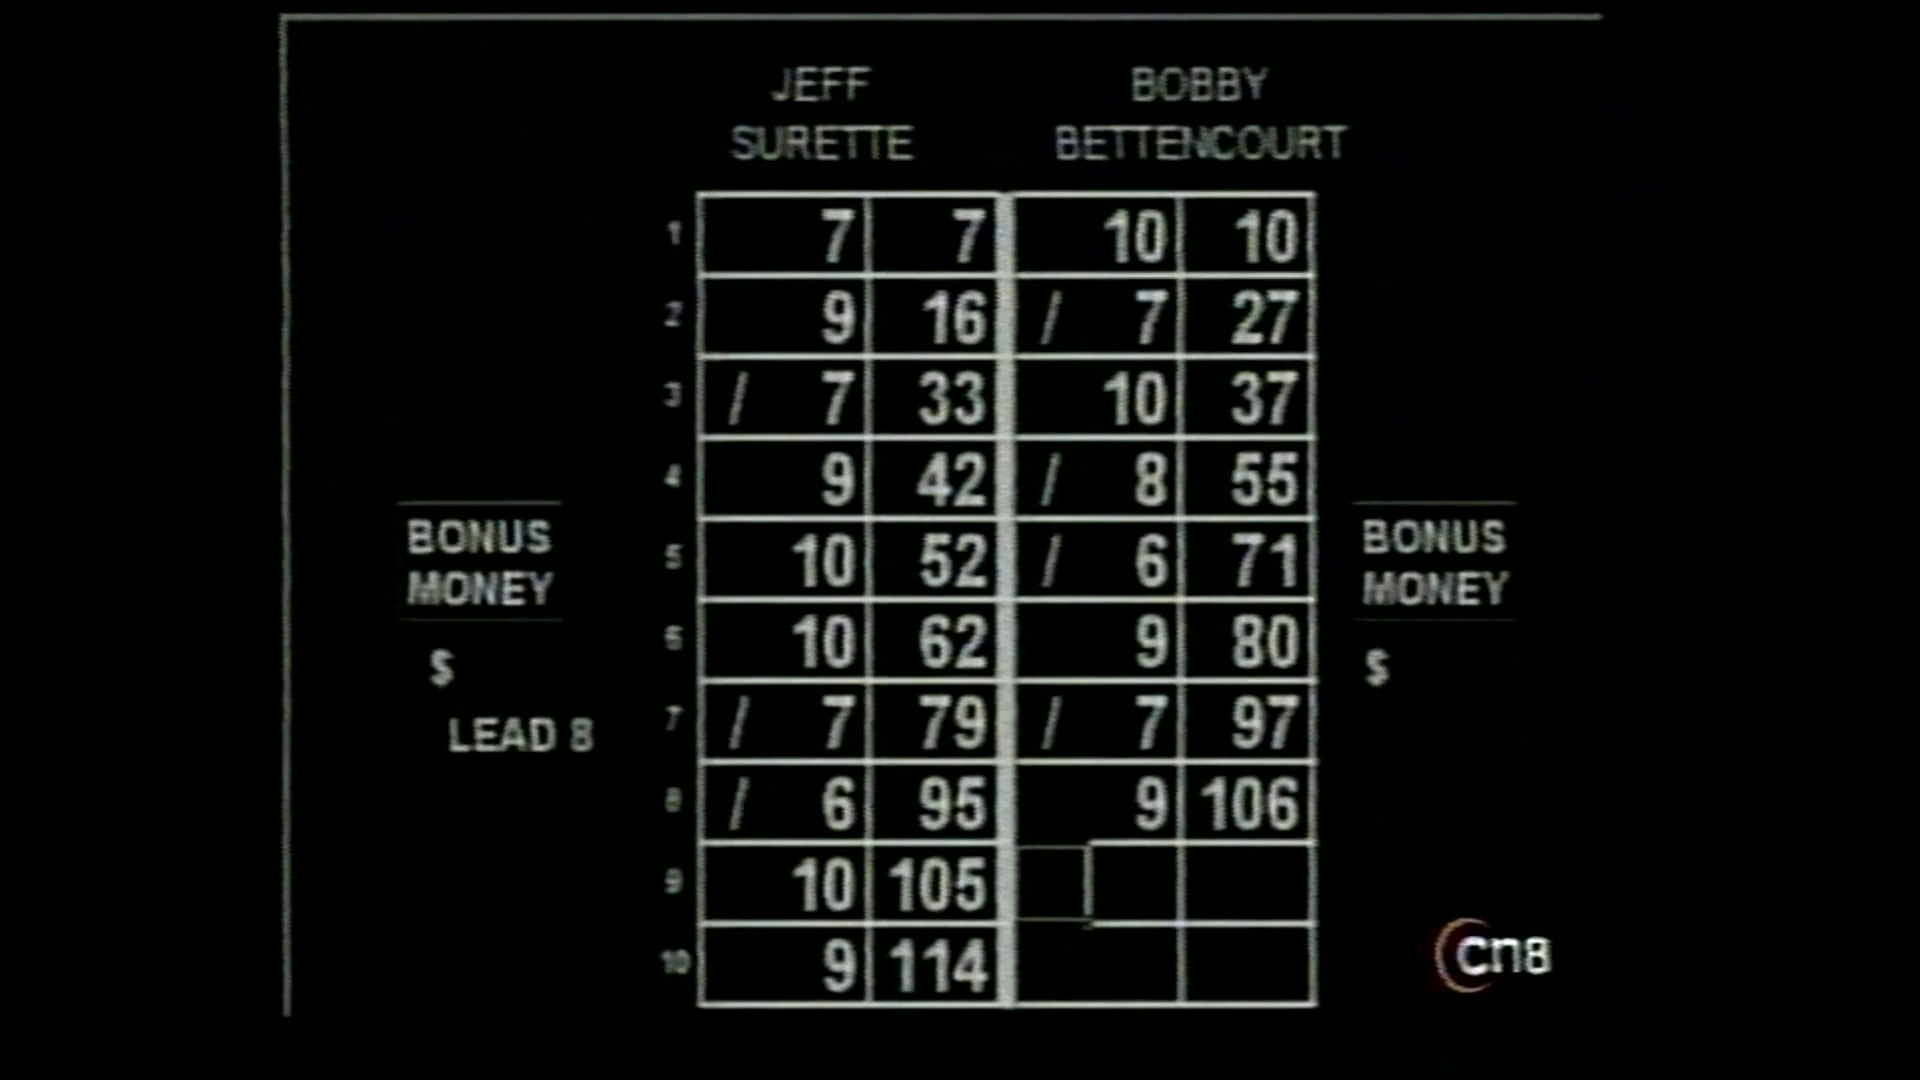 JEFF BOBBY
SURETTE BETTENCOURT
1 7 7 10 10
2 9 16 / 7 27
3 / 7 33 10 37
4 9 42 / 8 55
5 10 52 / 6 71
6 10 62 9 80
7 / 7 79 / 7 97
8 / 6 95 9 106
9 10 105
10 9 114
BONUS
MONEY
$
LEAD 8
BONUS
MONEY
$
cn8